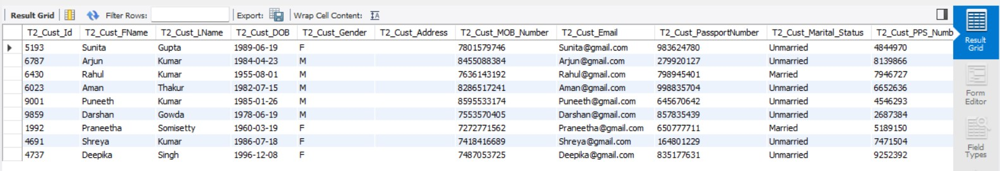 Result Grid Filter Rows: Export: Wrap Cell Content:
T2_Cust_Id T2_Cust_FName T2_Cust_LName T2_Cust_DOB T2_Cust_Gender T2_Cust_Address T2_Cust_MOB_Number T2_Cust_Email T2_Cust_PassportNumber T2_Cust_Marital_Status T2_Cust_PPS_Numb
5193 Sunita Gupta 1989-06-19 F 7801579746 Sunita@gmail.com 983624780 Unmarried 4844970
6787 Arjun Kumar 1984-04-23 M 8455088384 Arjun@gmail.com 279920127 Unmarried 8139866
6430 Rahul Kumar 1955-08-01 M 7636143192 Rahul@gmail.com 798945401 Married 7946727
6023 Aman Thakur 1982-07-15 M 8286517241 Aman@gmail.com 998835704 Unmarried 6652636
9001 Puneeth Kumar 1985-01-26 M 8595533174 Puneeth@gmail.com 645670642 Unmarried 4546293
9859 Darshan Gowda 1978-06-19 M 7553570405 Darshan@gmail.com 857835439 Unmarried 2687384
1992 Praneetha Somisetty 1960-03-19 F 7272771562 Praneetha@gmail.com 650777711 Married 5189150
4691 Shreya Kumar 1986-07-18 F 7418416689 Shreya@gmail.com 164801229 Unmarried 7471504
4737 Deepika Singh 1996-12-08 F 7487053725 Deepika@gmail.com 835177631 Unmarried 9252392
Result
Grid
Form
Editor
Field
Types